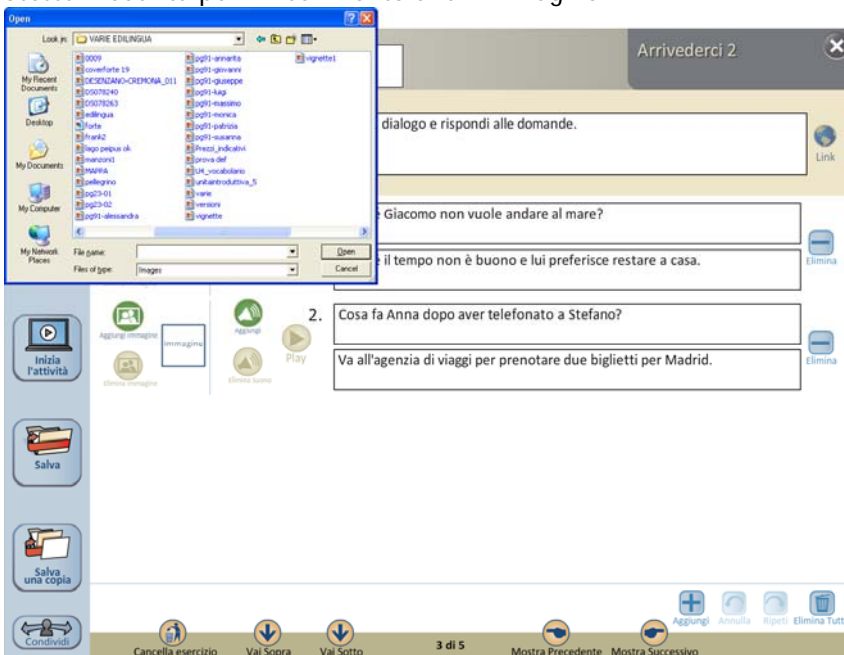 Open
Look in: VARIE EDILINGUA
My Recent Documents
Desktop
My Documents
My Computer
My Network Places
0009
coverforte 19
DESENZANO-CREMONA_011
DS078240
DS078263
edilingua
forte
frank2
lago peipus ok
manzoni1
MAPPA
pellegrino
pg23-01
pg23-02
pg91-alessandra
pg91-annarita
pg91-giovanni
pg91-giuseppe
pg91-luigi
pg91-massimo
pg91-monica
pg91-patrizia
pg91-susanna
Prezzi_indicativi
prova def
U4_vocabolario
unitaintroduttiva_5
varie
versioni
vignette
vignette1
File name:
Open
Files of type: Images
Cancel
Arrivederci 2
dialogo e rispondi alle domande.
Link
Giacomo non vuole andare al mare?
il tempo non è buono e lui preferisce restare a casa.
Elimina
2. Cosa fa Anna dopo aver telefonato a Stefano?
Va all'agenzia di viaggi per prenotare due biglietti per Madrid.
Elimina
Aggiungi immagine
Immagine
Elimina immagine
Aggiungi
Elimina suono
Play
Inizia l'attività
Salva
Salva una copia
Condividi
Aggiungi Annulla Ripeti Elimina Tutt
Cancella esercizio Vai Sopra Vai Sotto 3 di 5 Mostra Precedente Mostra Successivo